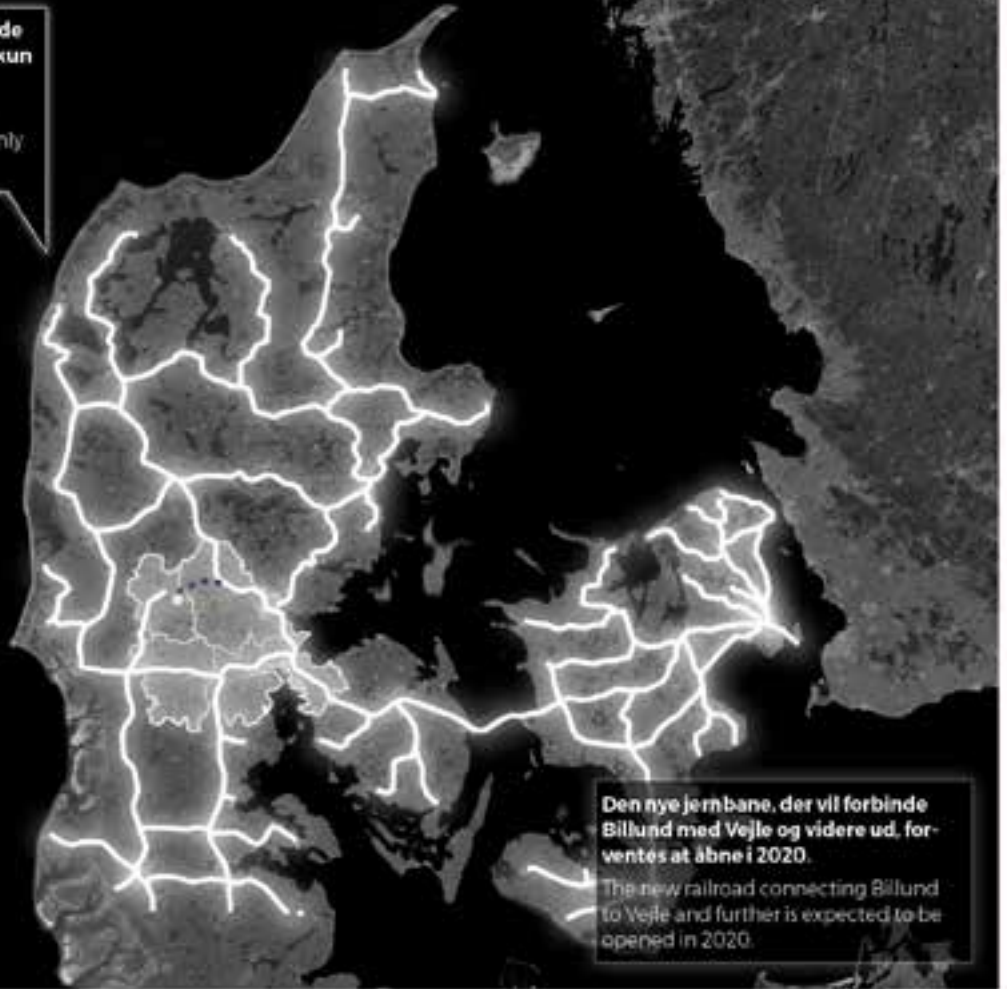 de
kun
nly
Den nye jernbane, der vil forbinde
Billund med Vejle og videre ud, for-
ventes at åbne i 2020.
The new railroad connecting Billund
to Vejle and further is expected to be
opened in 2020.